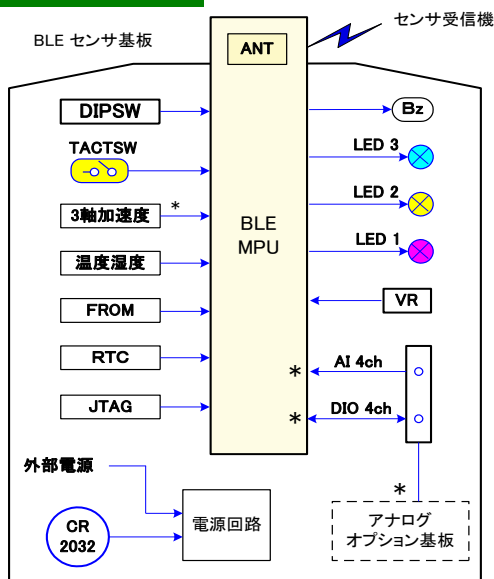 センサ受信機
BLE センサ基板
ANT
DIPSW
Bz
TACTSW
LED 3
3軸加速度
*
LED 2
BLE
MPU
LED 1
温度湿度
FROM
VR
RTC
* AI 4ch
JTAG
* DIO 4ch
外部電源
*
CR
2032
電源回路
アナログ
オプション基板